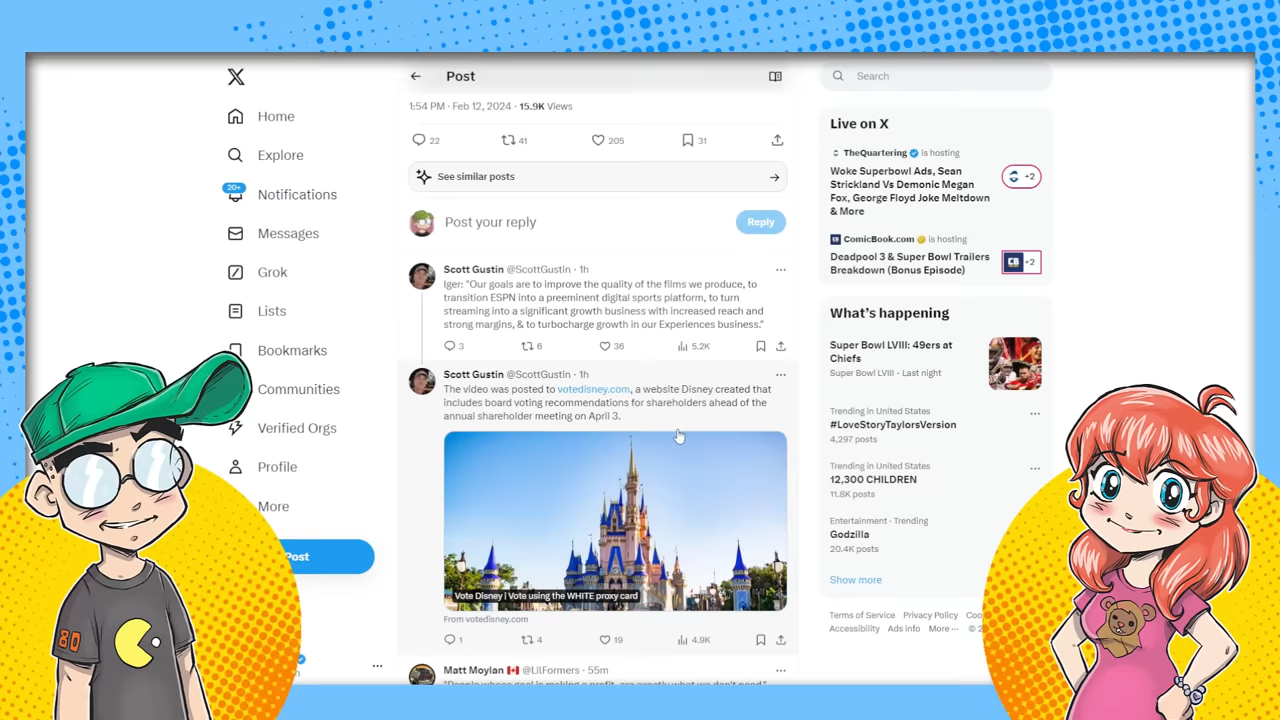 Home
Explore
20+
Notifications
Messages
Grok
Lists
Bookmarks
Communities
Verified Orgs
Profile
More
Post
Post
1:54 PM · Feb 12, 2024 · 15.9K Views
22 41 205 31
See similar posts
Post your reply
Reply
Scott Gustin @ScottGustin · 1h
Iger: "Our goals are to improve the quality of the films we produce, to
transition ESPN into a preeminent digital sports platform, to turn
streaming into a significant growth business with increased reach and
strong margins, & to turbocharge growth in our Experiences business."
3 6 36 5.2K
Scott Gustin @ScottGustin · 1h
The video was posted to votedisney.com, a website Disney created that
includes board voting recommendations for shareholders ahead of the
annual shareholder meeting on April 3.
Vote Disney | Vote using the WHITE proxy card
From votedisney.com
1 4 19 4.9K
Matt Moylan @LilFormers · 55m
Search
Live on X
TheQuartering is hosting
Woke Superbowl Ads, Sean
Strickland Vs Demonic Megan
Fox, George Floyd Joke Meltdown
& More
+2
ComicBook.com is hosting
Deadpool 3 & Super Bowl Trailers
Breakdown (Bonus Episode)
CB
+2
What's happening
Super Bowl LVIII: 49ers at
Chiefs
Super Bowl LVIII · Last night
Trending in United States
#LoveStoryTaylorsVersion
4,297 posts
Trending in United States
12,300 CHILDREN
11.8K posts
Entertainment · Trending
Godzilla
20.4K posts
Show more
Terms of Service Privacy Policy
Accessibility Ads info More ··· ©
80